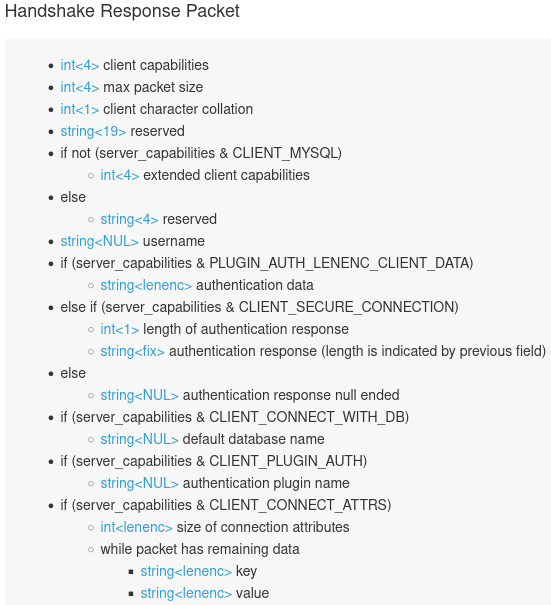 Handshake Response Packet
• int<4> client capabilities
• int<4> max packet size
• int<1> client character collation
• string<19> reserved
• if not (server_capabilities & CLIENT_MYSQL)
○ int<4> extended client capabilities
• else
○ string<4> reserved
• string<NUL> username
• if (server_capabilities & PLUGIN_AUTH_LENENC_CLIENT_DATA)
○ string<lenenc> authentication data
• else if (server_capabilities & CLIENT_SECURE_CONNECTION)
○ int<1> length of authentication response
○ string<fix> authentication response (length is indicated by previous field)
• else
○ string<NUL> authentication response null ended
• if (server_capabilities & CLIENT_CONNECT_WITH_DB)
○ string<NUL> default database name
• if (server_capabilities & CLIENT_PLUGIN_AUTH)
○ string<NUL> authentication plugin name
• if (server_capabilities & CLIENT_CONNECT_ATTRS)
○ int<lenenc> size of connection attributes
○ while packet has remaining data
▪ string<lenenc> key
▪ string<lenenc> value